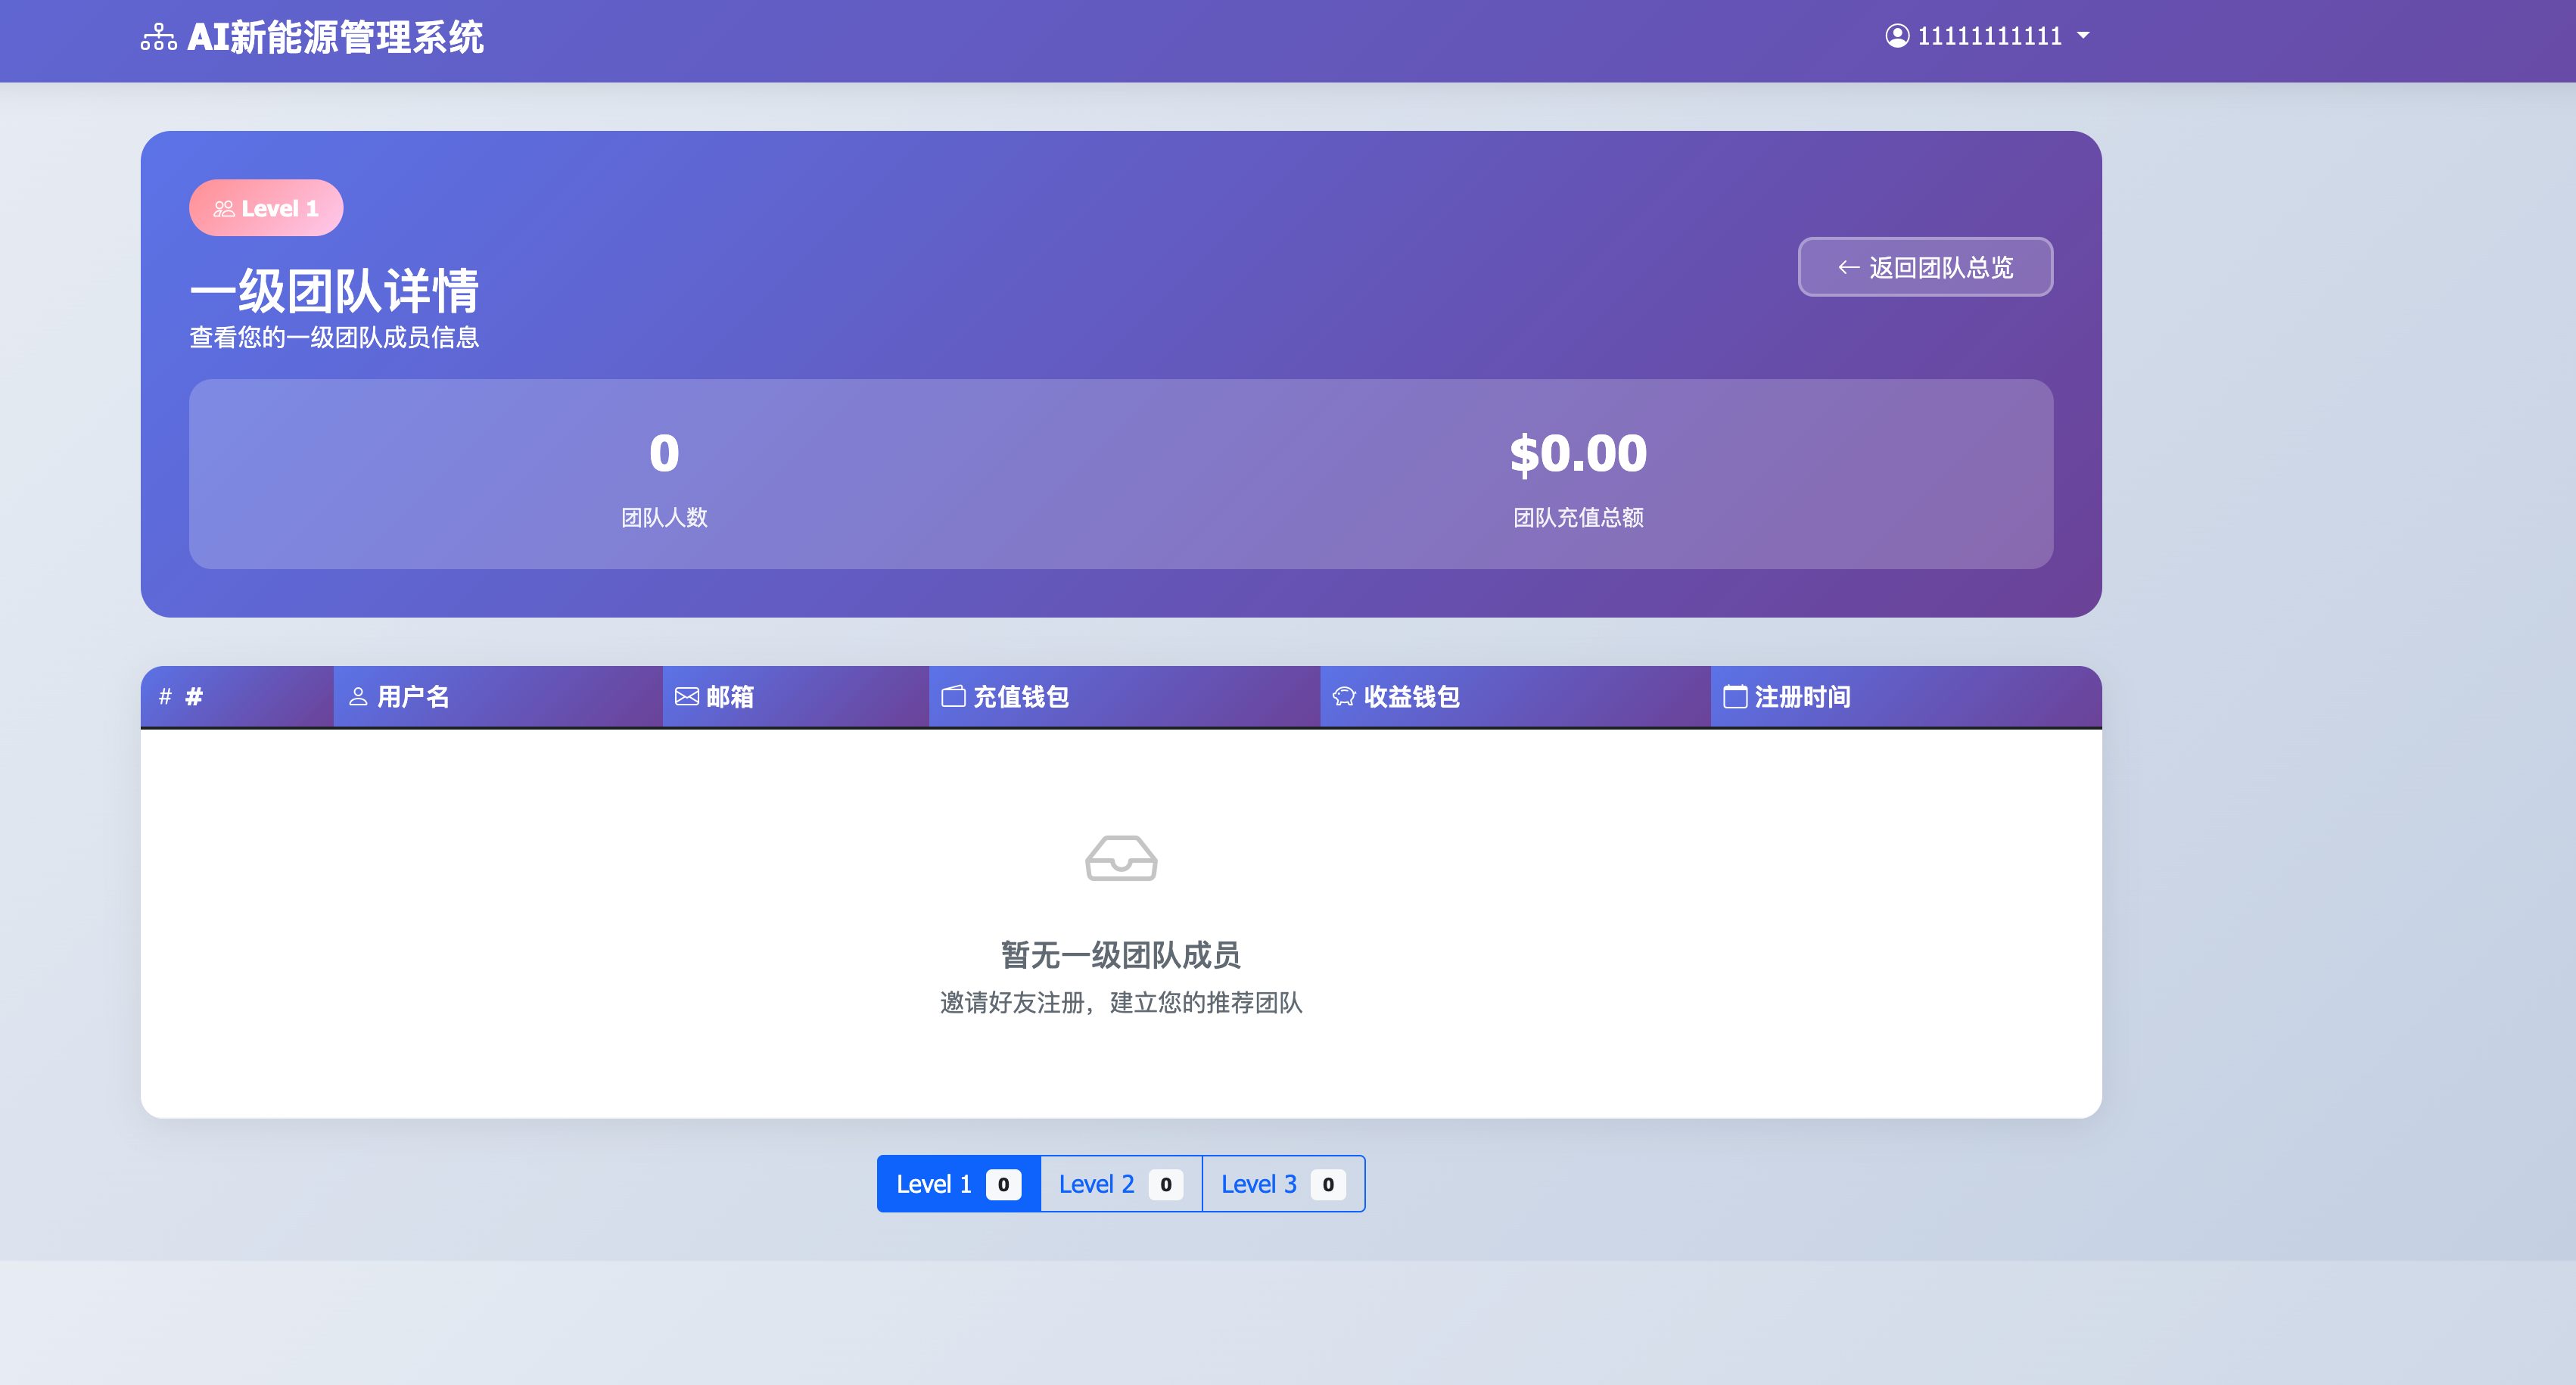 AI新能源管理系统
11111111111
Level 1
一级团队详情
查看您的一级团队成员信息
返回团队总览
0
团队人数
$0.00
团队充值总额
# # 用户名 邮箱 充值钱包 收益钱包 注册时间
暂无一级团队成员
邀请好友注册，建立您的推荐团队
Level 1 0 Level 2 0 Level 3 0